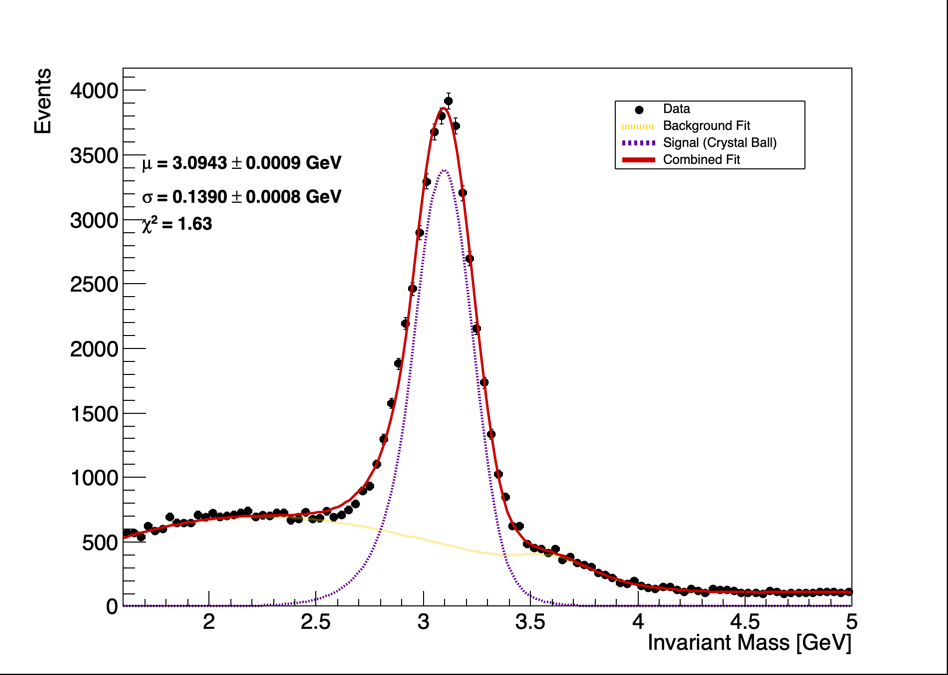 Events
4000
3500
3000
2500
2000
1500
1000
500
0
μ = 3.0943 ± 0.0009 GeV
σ = 0.1390 ± 0.0008 GeV
χ² = 1.63
Data
Background Fit
Signal (Crystal Ball)
Combined Fit
2 2.5 3 3.5 4 4.5 5
Invariant Mass [GeV]